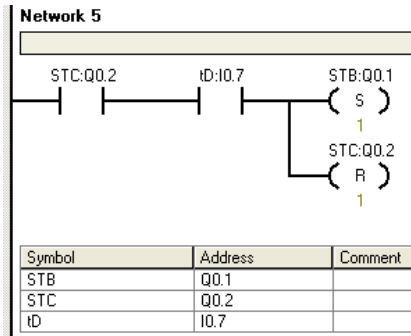 Network 5
STC:Q0.2 tD:I0.7 STB:Q0.1
S
1
STC:Q0.2
R
1
Symbol Address Comment
STB Q0.1
STC Q0.2
tD I0.7